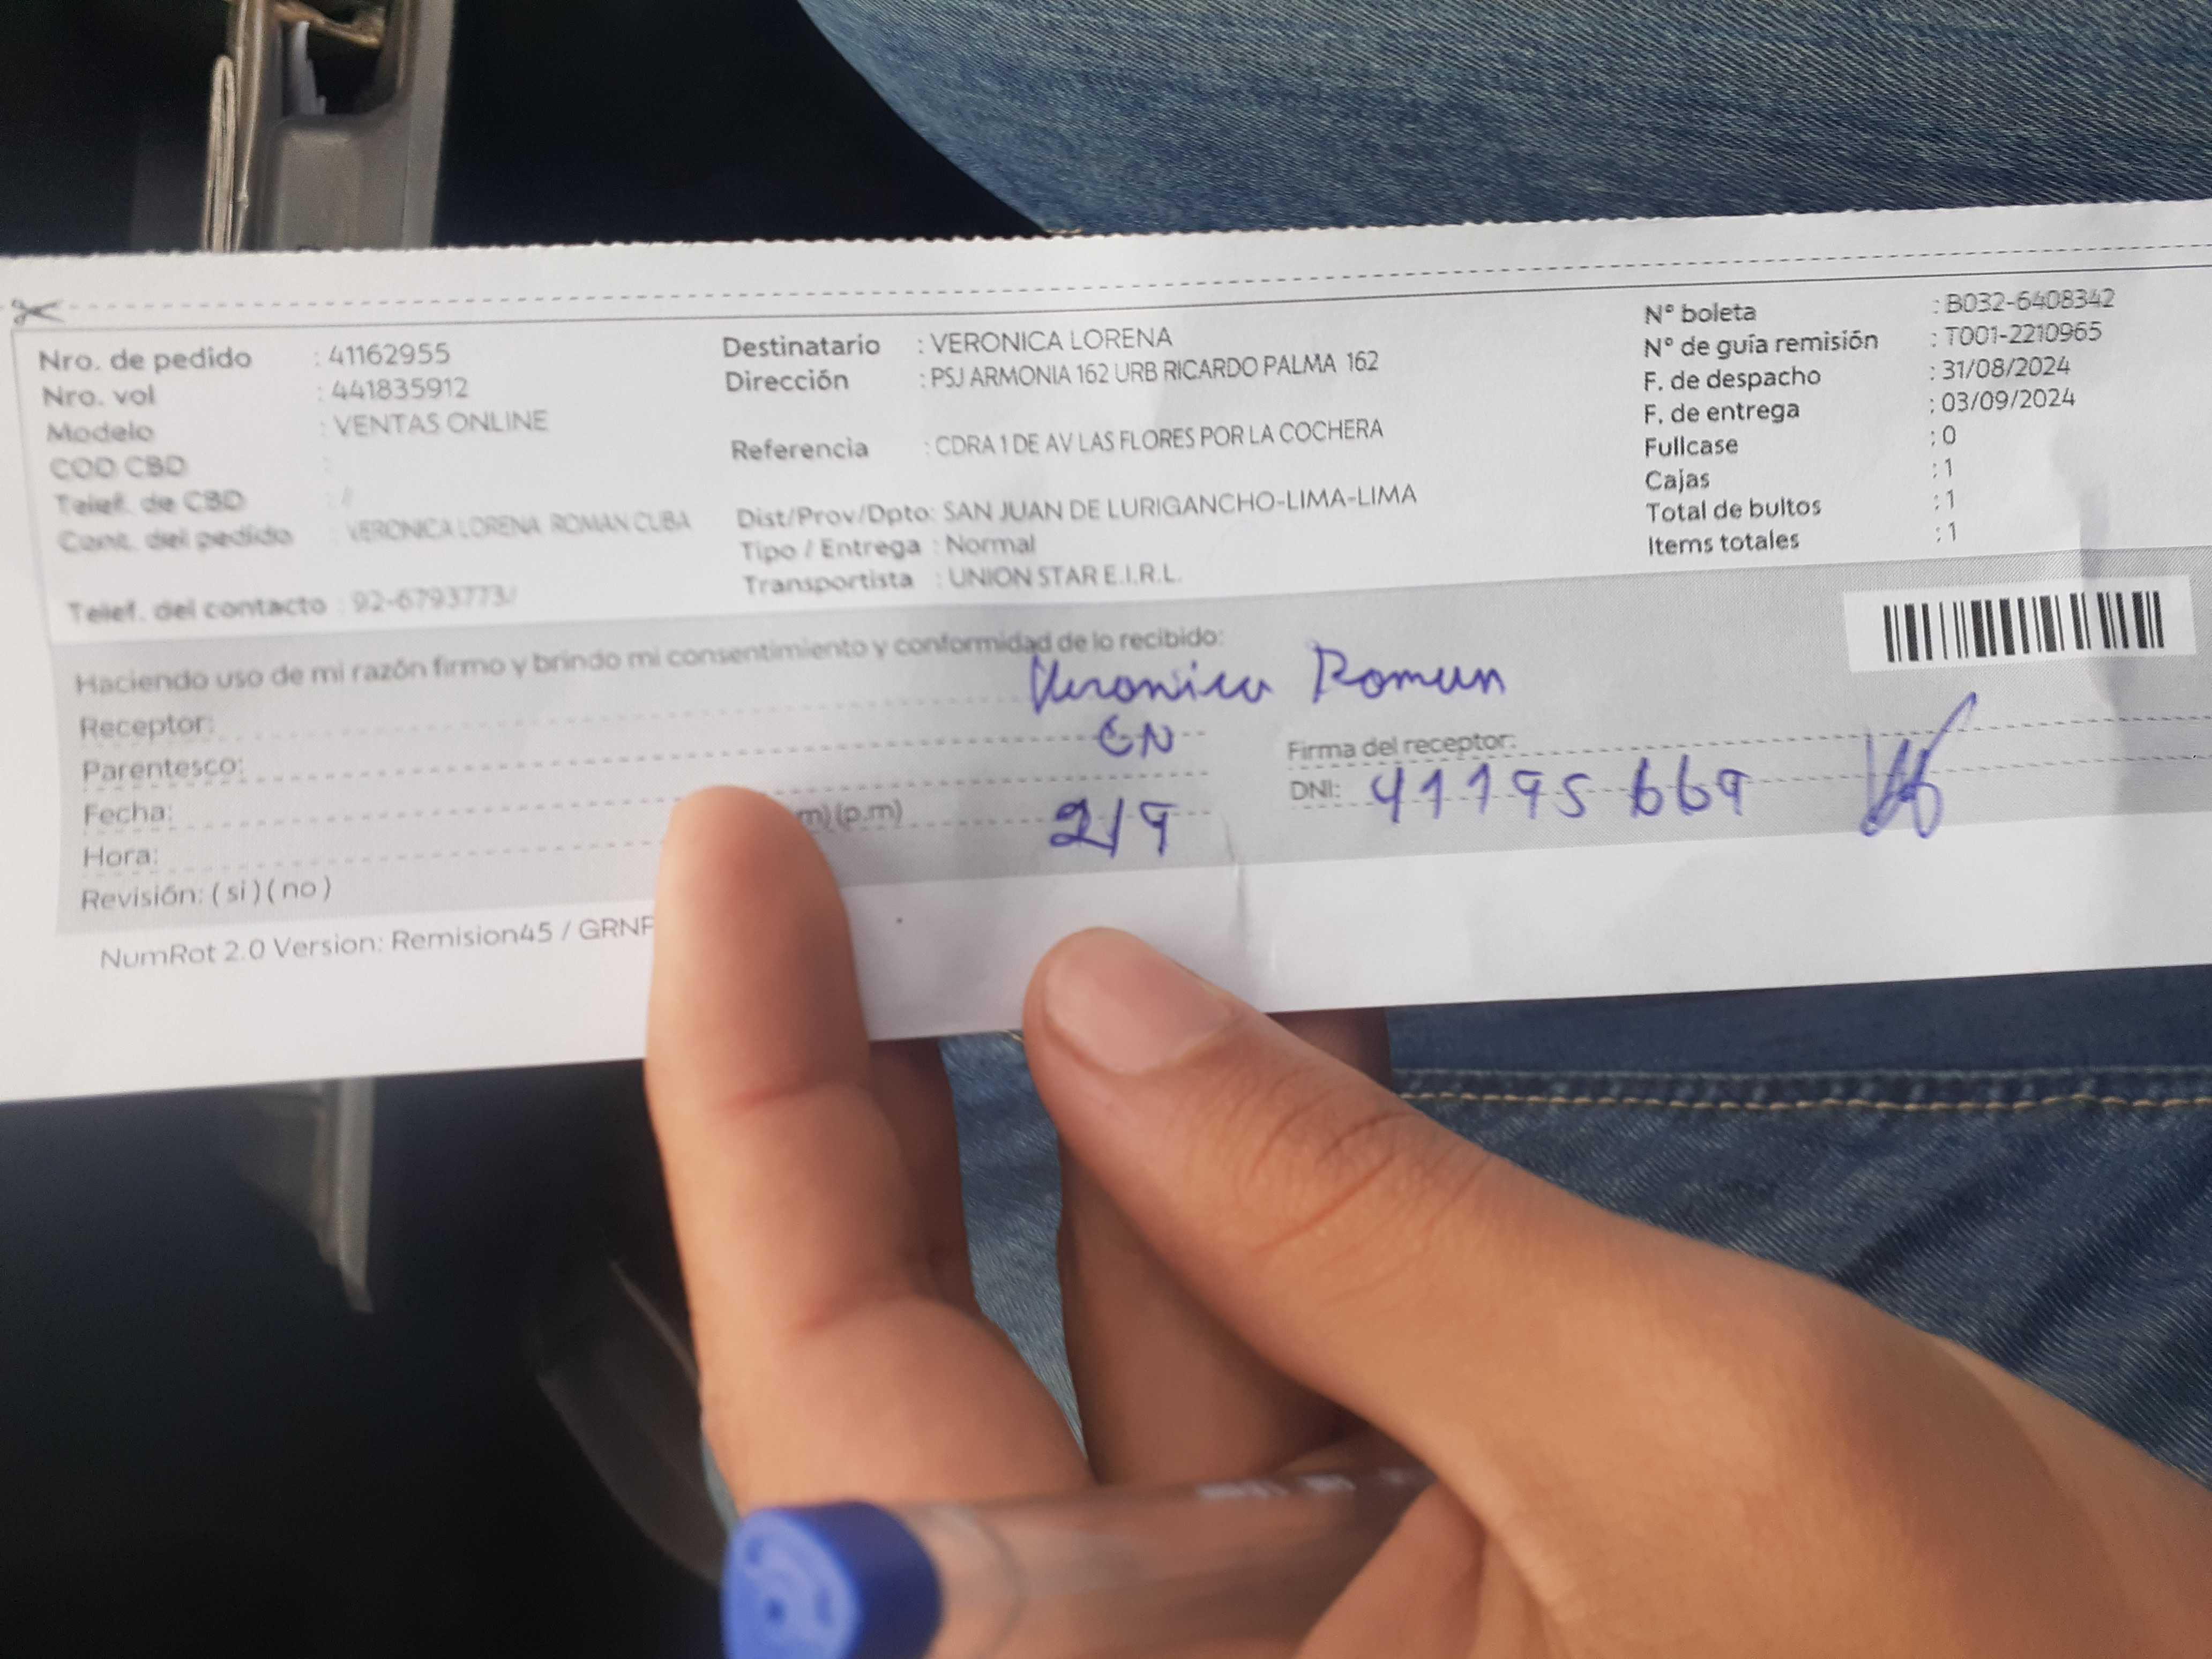 Nro. de pedido : 41162955
Nro. vol : 441835912
Modelo : VENTAS ONLINE
COD CBD :
Telef. de CBD : /
Cont. del pedido : VERONICA LORENA ROMAN CUBA
Telef. del contacto : 92-6793773/
Destinatario : VERONICA LORENA
Dirección : PSJ ARMONIA 162 URB RICARDO PALMA 162
Referencia : CDRA 1 DE AV LAS FLORES POR LA COCHERA
Dist/Prov/Dpto: SAN JUAN DE LURIGANCHO-LIMA-LIMA
Tipo / Entrega : Normal
Transportista : UNION STAR E.I.R.L.
N° boleta : B032-6408342
N° de guía remisión : T001-2210965
F. de despacho : 31/08/2024
F. de entrega : 03/09/2024
Fullcase : 0
Cajas : 1
Total de bultos : 1
Items totales : 1
Haciendo uso de mi razón firmo y brindo mi consentimiento y conformidad de lo recibido:
Receptor: Veronica Roman
Parentesco:
Fecha: 2/9
Hora: m) (p.m)
Revisión: ( si ) ( no )
Firma del receptor:
DNI: 41195669
NumRot 2.0 Version: Remision45 / GRNF